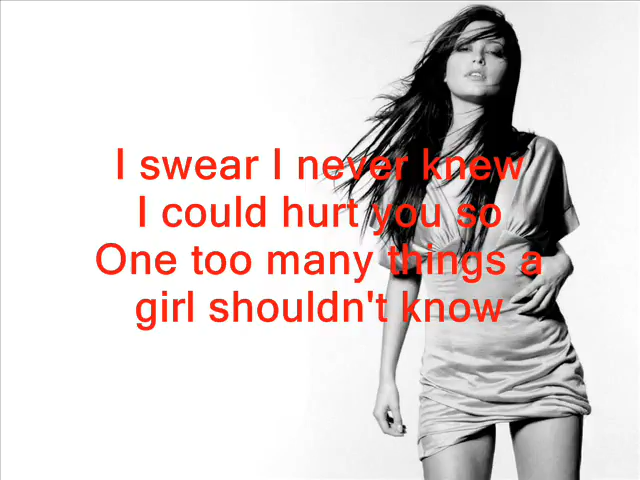 I swear I never knew
I could hurt you so
One too many things a
girl shouldn't know